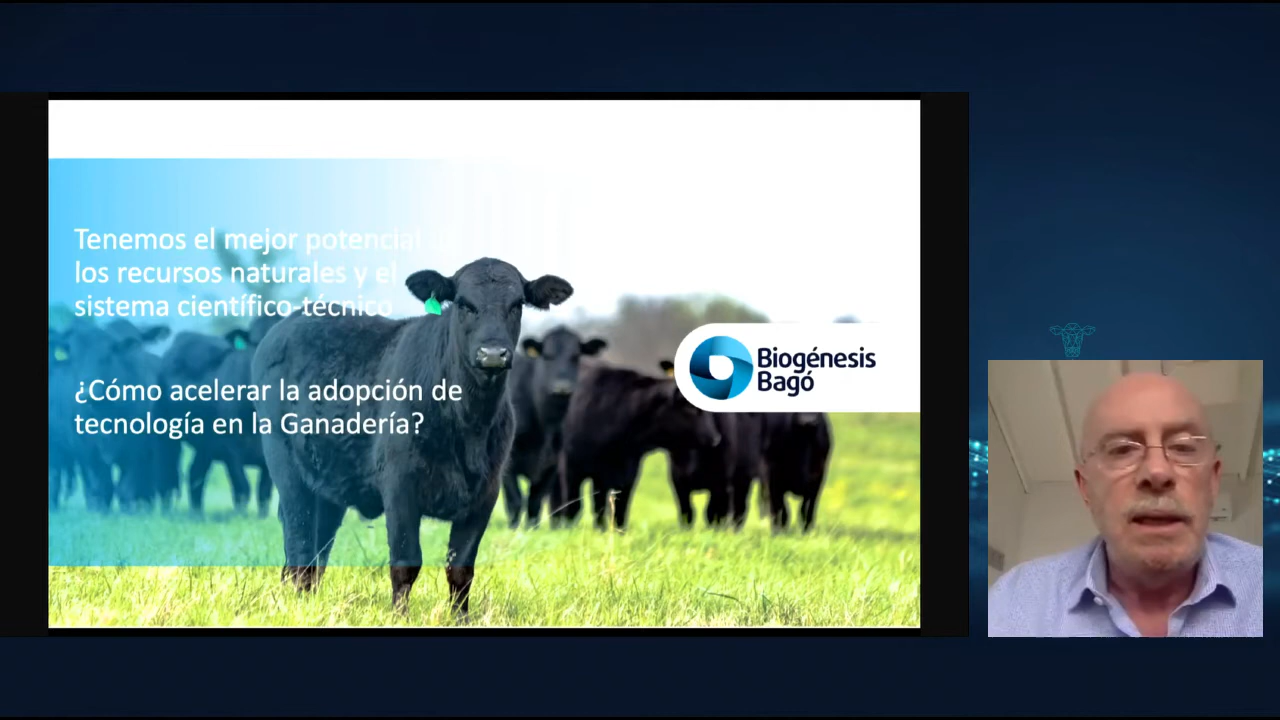 Tenemos el mejor potencial
los recursos naturales y el
sistema científico-técnico
¿Cómo acelerar la adopción de
tecnología en la Ganadería?
Biogénesis
Bagó